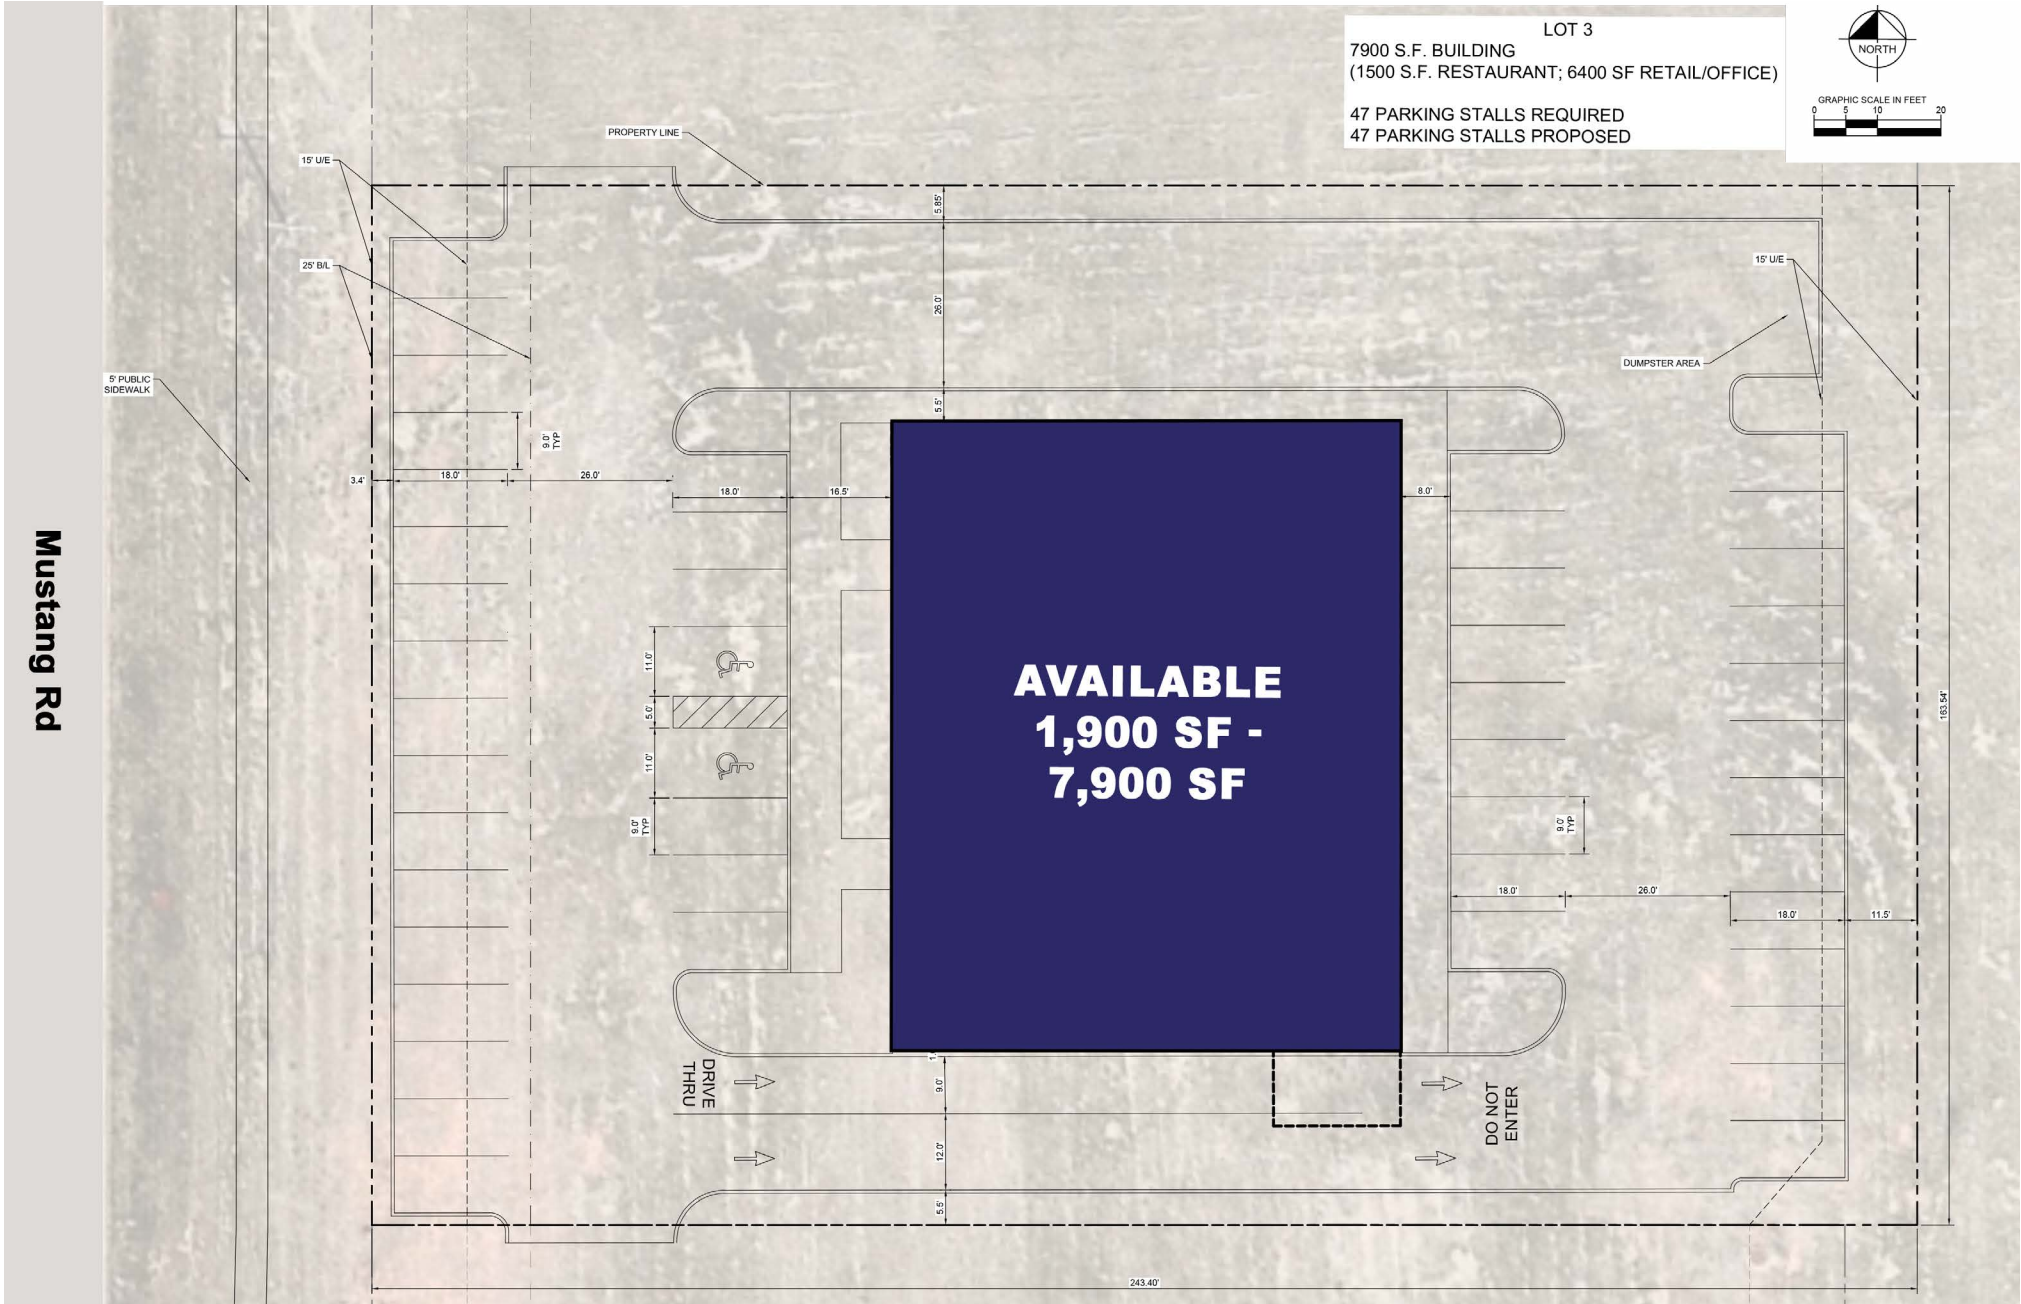 LOT 3
7900 S.F. BUILDING
(1500 S.F. RESTAURANT; 6400 SF RETAIL/OFFICE)
47 PARKING STALLS REQUIRED
47 PARKING STALLS PROPOSED
NORTH
GRAPHIC SCALE IN FEET
0 5 10 20
PROPERTY LINE
15' U/E
25' B/L
5' PUBLIC
SIDEWALK
Mustang Rd
5.85'
26.0'
5.5'
15' U/E
DUMPSTER AREA
9.0'
TYP
3.4'
18.0'
26.0'
18.0'
16.5'
8.0'
11.0'
5.0'
11.0'
9.0'
TYP
AVAILABLE
1,900 SF -
7,900 SF
163.54'
9.0'
TYP
18.0'
26.0'
18.0'
11.5'
DRIVE
THRU
9.0'
12.0'
5.5'
DO NOT
ENTER
243.40'